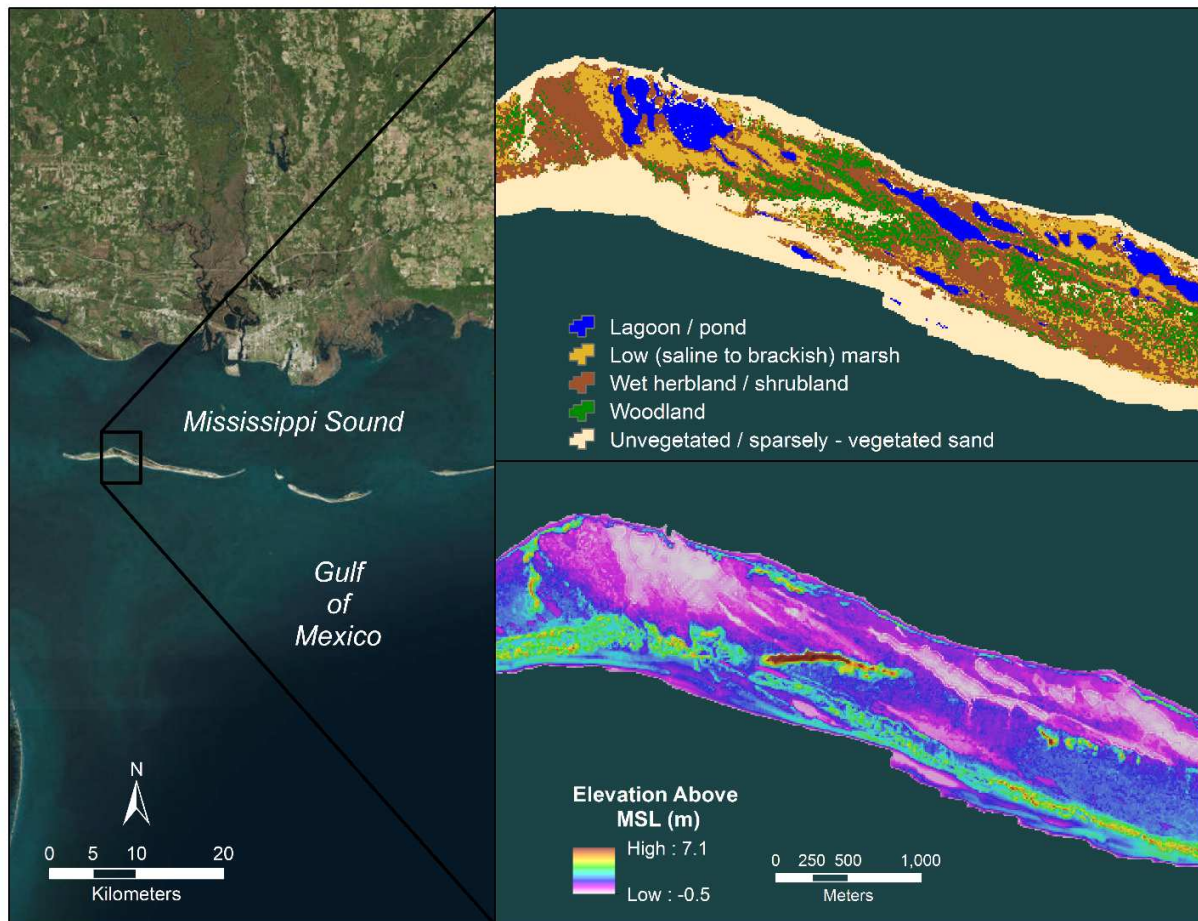 Mississippi Sound
Gulf
of
Mexico
N
0 5 10 20
Kilometers
Lagoon / pond
Low (saline to brackish) marsh
Wet herbland / shrubland
Woodland
Unvegetated / sparsely - vegetated sand
Elevation Above
MSL (m)
High : 7.1
Low : -0.5
0 250 500 1,000
Meters